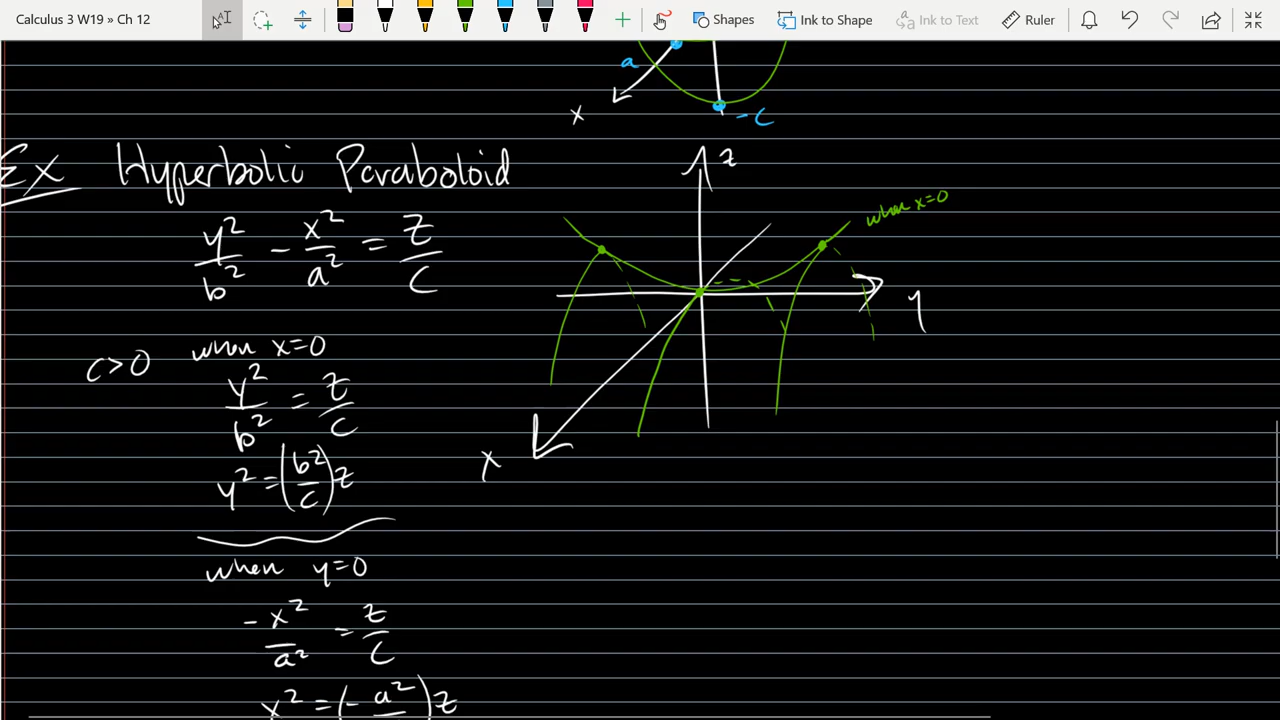 Calculus 3 W19 » Ch 12
Shapes
Ink to Shape
Ink to Text
Ruler
a
x
-c
Ex Hyperbolic Paraboloid
y²/b² - x²/a² = z/c
c>0
when x=0
y²/b² = z/c
y² = (b²/c)z
when y=0
-x²/a² = z/c
x² = (-a²/
)z
z
when x=0
y
x